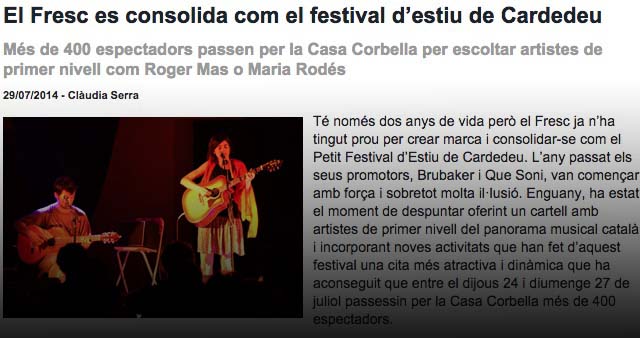 El Fresc es consolida com el festival d'estiu de Cardedeu
Més de 400 espectadors passen per la Casa Corbella per escoltar artistes de
primer nivell com Roger Mas o Maria Rodés
29/07/2014 - Clàudia Serra
Té només dos anys de vida però el Fresc ja n'ha
tingut prou per crear marca i consolidar-se com el
Petit Festival d'Estiu de Cardedeu. L'any passat els
seus promotors, Brubaker i Que Soni, van començar
amb força i sobretot molta il·lusió. Enguany, ha estat
el moment de despuntar oferint un cartell amb
artistes de primer nivell del panorama musical català
i incorporant noves activitats que han fet d'aquest
festival una cita més atractiva i dinàmica que ha
aconseguit que entre el dijous 24 i diumenge 27 de
juliol passessin per la Casa Corbella més de 400
espectadors.